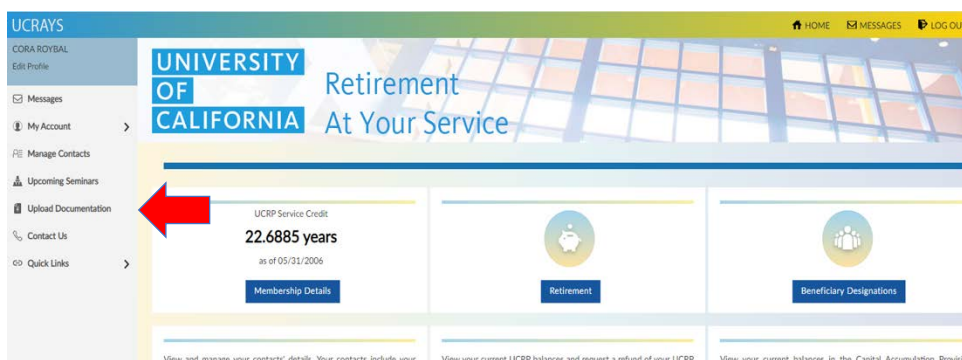 UCRAYS
HOME MESSAGES LOG OU
CORA ROYBAL
Edit Profile
Messages
My Account
Manage Contacts
Upcoming Seminars
Upload Documentation
Contact Us
Quick Links
UNIVERSITY
OF
CALIFORNIA
Retirement
At Your Service
UCRP Service Credit
22.6885 years
as of 05/31/2006
Membership Details
Retirement
Beneficiary Designations
View and manage your contacts' details. Your contacts include your
View your current UCRP balances and request a refund of your UCRP
View your current balances in the Capital Accumulation Provi